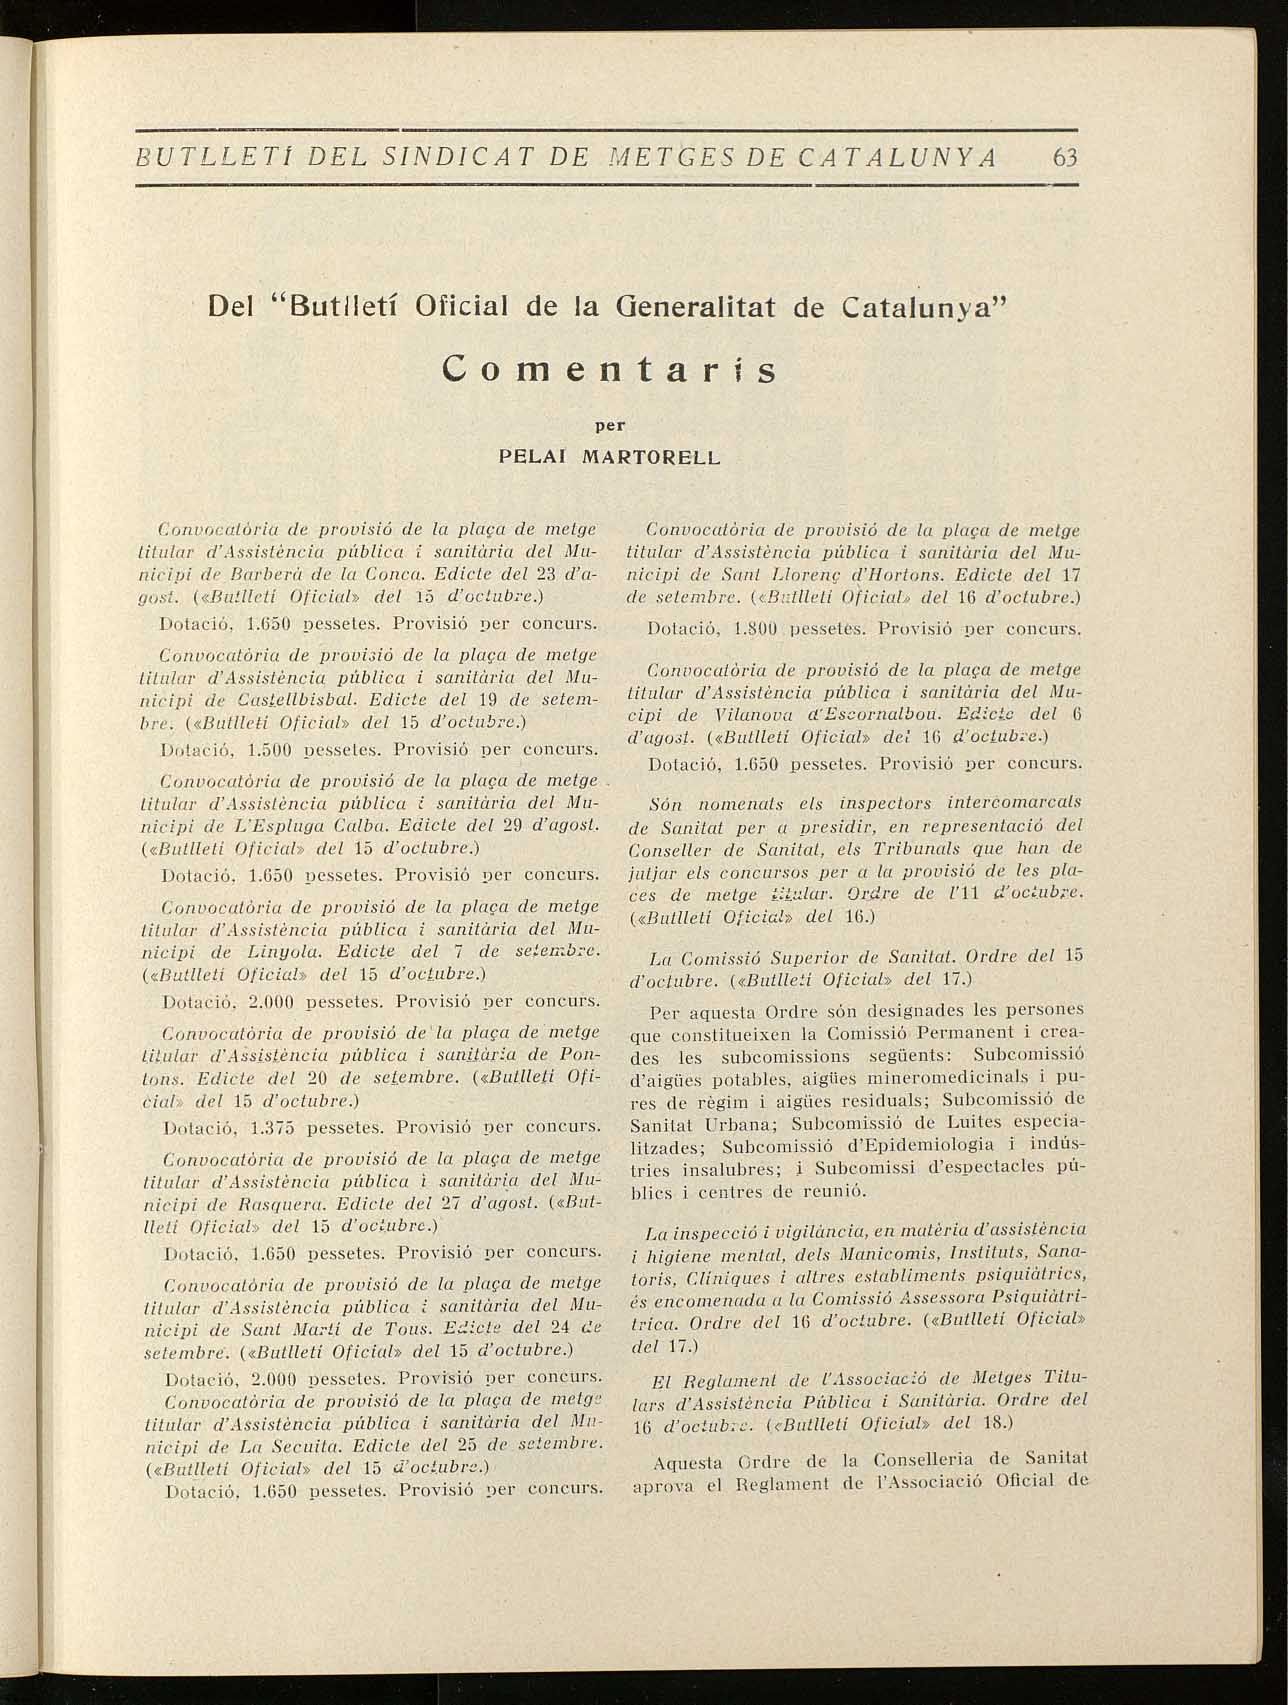 BUTLLETÍ DEL SINDICAT DE METGES DE CATALUNYA 63
Del “Butlletí Oficial de la Generalitat de Catalunya”
Comentaris
per
PELAI MARTORELL
Convocatòria de provisió de la plaça de metge
titular d'Assistència pública i sanitària del Mu-
nicipi de Barberà de la Conca. Edicte del 23 d'a-
gost. («Butlletí Oficial» del 15 d'octubre.)
Dotació, 1.650 pessetes. Provisió per concurs.
Convocatòria de provisió de la plaça de metge
titular d'Assistència pública i sanitària del Mu-
nicipi de Castellbisbal. Edicte del 19 de setem-
bre. («Butlletí Oficial» del 15 d'octubre.)
Dotació, 1.500 pessetes. Provisió per concurs.
Convocatòria de provisió de la plaça de metge
titular d'Assistència pública i sanitària del Mu-
nicipi de L'Espluga Calba. Edicte del 29 d'agost.
(«Butlletí Oficial» del 15 d'octubre.)
Dotació, 1.650 pessetes. Provisió per concurs.
Convocatòria de provisió de la plaça de metge
titular d'Assistència pública i sanitària del Mu-
nicipi de Linyola. Edicte del 7 de setembre.
(«Butlletí Oficial» del 15 d'octubre.)
Dotació, 2.000 pessetes. Provisió per concurs.
Convocatòria de provisió de la plaça de metge
titular d'Assistència pública i sanitària de Pon-
tons. Edicte del 20 de setembre. («Butlletí Ofi-
cial» del 15 d'octubre.)
Dotació, 1.375 pessetes. Provisió per concurs.
Convocatòria de provisió de la plaça de metge
titular d'Assistència pública i sanitària del Mu-
nicipi de Rasquera. Edicte del 27 d'agost. («But-
lletí Oficial» del 15 d'octubre.)
Dotació, 1.650 pessetes. Provisió per concurs.
Convocatòria de provisió de la plaça de metge
titular d'Assistència pública i sanitària del Mu-
nicipi de Sant Martí de Tous. Edicte del 24 de
setembre. («Butlletí Oficial» del 15 d'octubre.)
Dotació, 2.000 pessetes. Provisió per concurs.
Convocatòria de provisió de la plaça de metge
titular d'Assistència pública i sanitària del Mu-
nicipi de La Secuita. Edicte del 25 de setembre.
(«Butlletí Oficial» del 15 d'octubre.)
Dotació, 1.650 pessetes. Provisió per concurs.
Convocatòria de provisió de la plaça de metge
titular d'Assistència pública i sanitària del Mu-
nicipi de Sant Llorenç d'Hortons. Edicte del 17
de setembre. («Butlletí Oficial» del 16 d'octubre.)
Dotació, 1.800 pessetes. Provisió per concurs.
Convocatòria de provisió de la plaça de metge
titular d'Assistència pública i sanitària del Mu-
cipi de Vilanova d'Escornalbou. Edicte del 6
d'agost. («Butlletí Oficial» del 16 d'octubre.)
Dotació, 1.650 pessetes. Provisió per concurs.
Són nomenats els inspectors intercomarcals
de Sanitat per a presidir, en representació del
Conseller de Sanitat, els Tribunals que han de
jutjar els concursos per a la provisió de les pla-
ces de metge titular. Ordre de l'11 d'octubre.
(«Butlletí Oficial» del 16.)
La Comissió Superior de Sanitat. Ordre del 15
d'octubre. («Butlletí Oficial» del 17.)
Per aquesta Ordre són designades les persones
que constitueixen la Comissió Permanent i crea-
des les subcomissions següents: Subcomissió
d'aigües potables, aigües mineromedicinals i pu-
res de règim i aigües residuals; Subcomissió de
Sanitat Urbana; Subcomissió de Luites especia-
litzades; Subcomissió d'Epidemiologia i indús-
tries insalubres; i Subcomissi d'espectacles pú-
blics i centres de reunió.
La inspecció i vigilància, en matèria d'assistència
i higiene mental, dels Manicomis, Instituts, Sana-
toris, Clíniques i altres establiments psiquiàtrics,
és encomenada a la Comissió Assessora Psiquiàtri-
trica. Ordre del 16 d'octubre. («Butlletí Oficial»
del 17.)
El Reglament de l'Associació de Metges Titu-
lars d'Assistència Pública i Sanitària. Ordre del
16 d'octubre. («Butlletí Oficial» del 18.)
Aquesta Ordre de la Conselleria de Sanitat
aprova el Reglament de l'Associació Oficial de